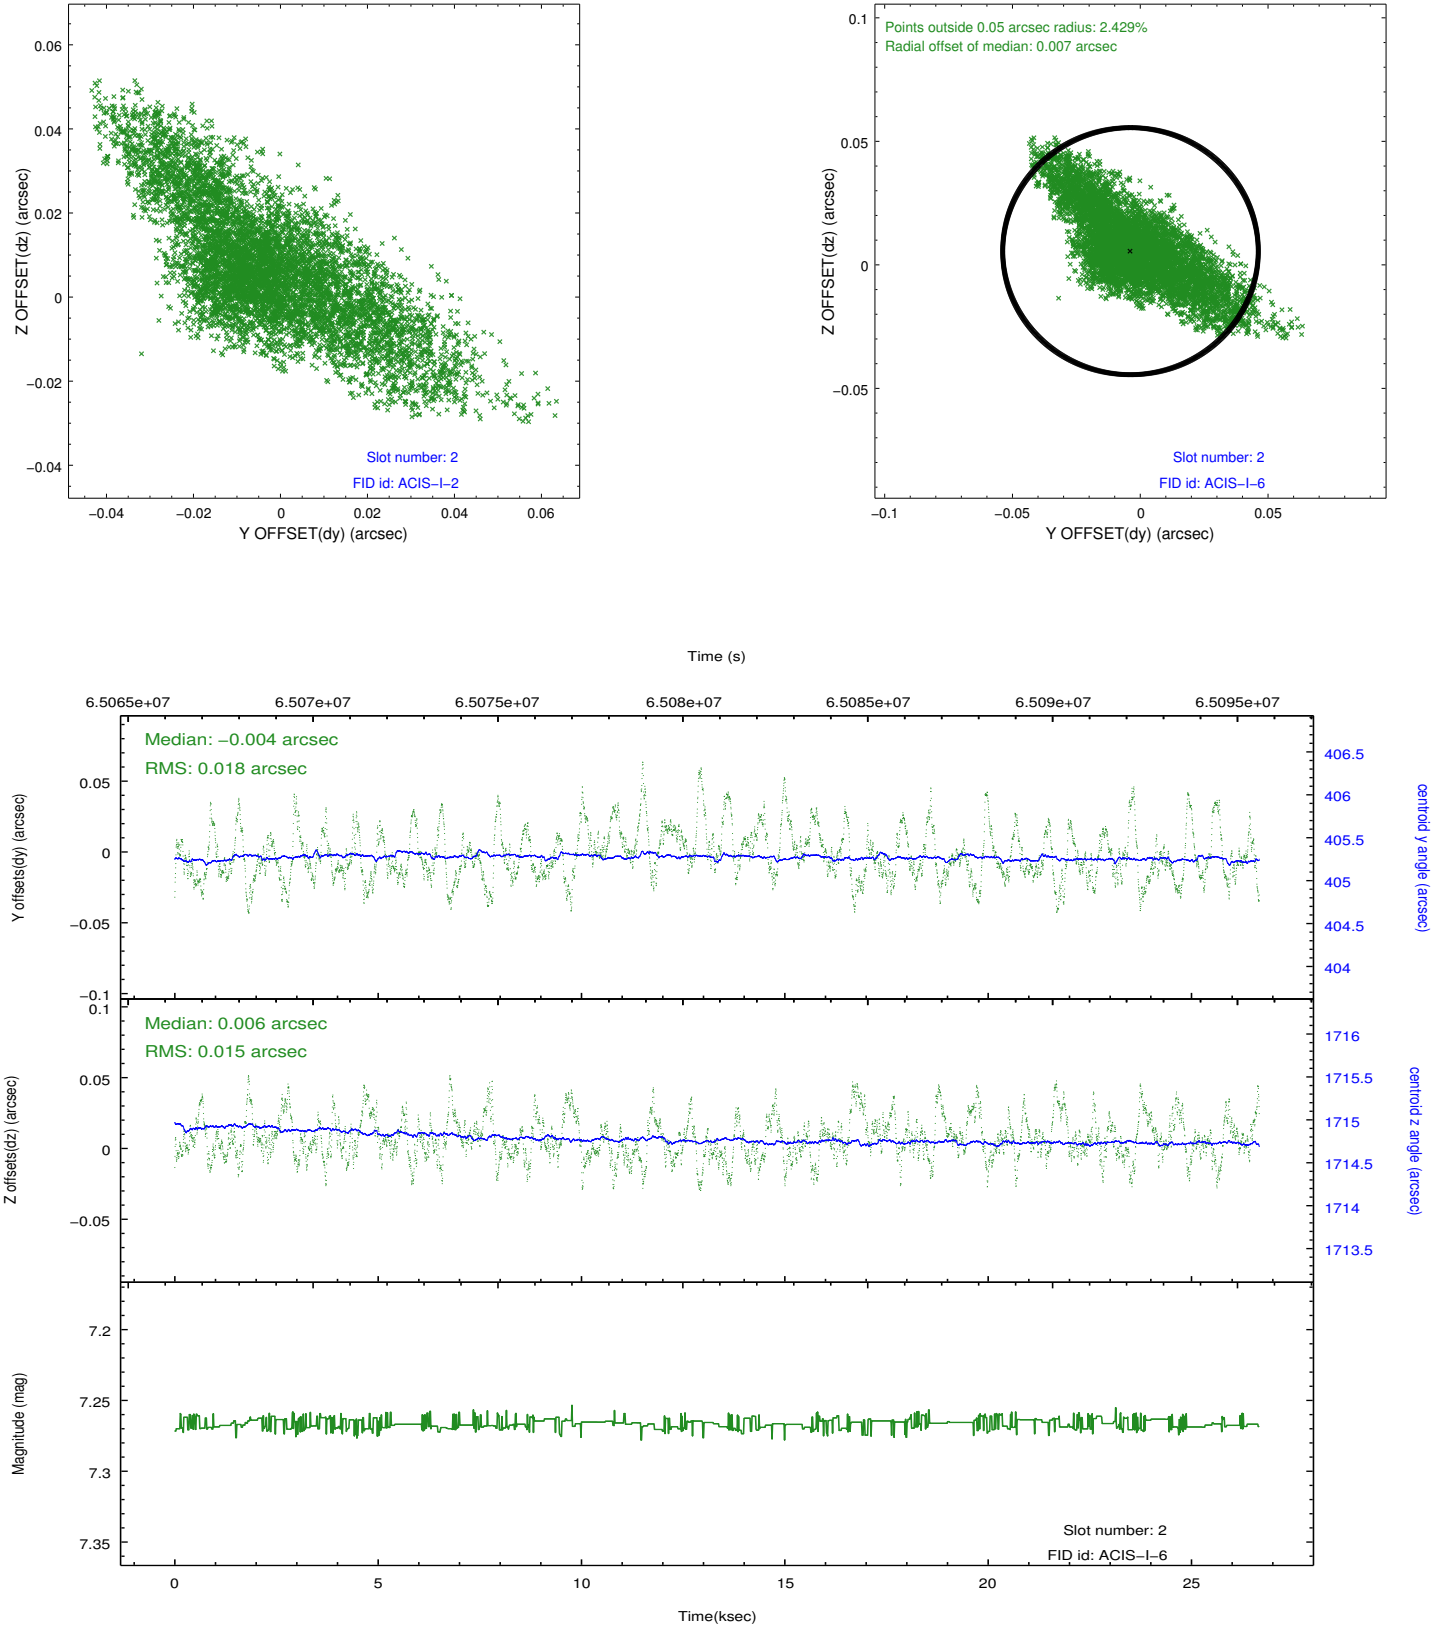 0.06
0.04
0.02
0
−0.02
−0.04
Z OFFSET(dz) (arcsec)
Slot number: 2
FID id: ACIS−I−2
−0.04
−0.02
0
0.02
0.04
0.06
Y OFFSET(dy) (arcsec)
0.1
0.05
0
−0.05
Z OFFSET(dz) (arcsec)
Points outside 0.05 arcsec radius: 2.429%
Radial offset of median: 0.007 arcsec
Slot number: 2
FID id: ACIS−I−6
−0.1
−0.05
0
0.05
Y OFFSET(dy) (arcsec)
Time (s)
6.5065e+07
6.507e+07
6.5075e+07
6.508e+07
6.5085e+07
6.509e+07
6.5095e+07
Median: −0.004 arcsec
RMS: 0.018 arcsec
0.05
0
−0.05
−0.1
Y offsets(dy) (arcsec)
406.5
406
405.5
405
404.5
404
centroid y angle (arcsec)
Median: 0.006 arcsec
RMS: 0.015 arcsec
0.1
0.05
0
−0.05
Z offsets(dz) (arcsec)
1716
1715.5
1715
1714.5
1714
1713.5
centroid z angle (arcsec)
7.2
7.25
7.3
7.35
Magnitude (mag)
Slot number: 2
FID id: ACIS−I−6
0
5
10
15
20
25
Time(ksec)